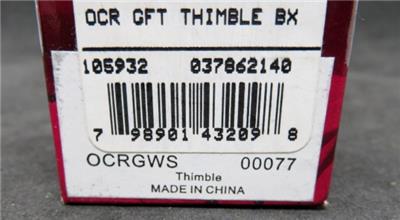 OCR GFT THIMBLE BX
105932 037862140
7 98901 43209 8
OCRGWS 00077
Thimble
MADE IN CHINA